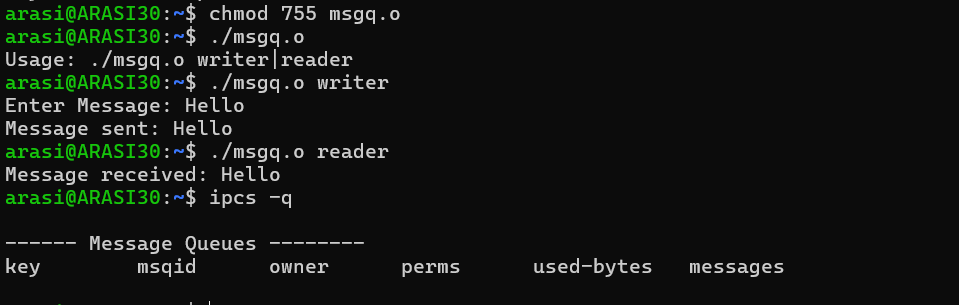 arasi@ARASI30:~$ chmod 755 msgq.o
arasi@ARASI30:~$ ./msgq.o
Usage: ./msgq.o writer|reader
arasi@ARASI30:~$ ./msgq.o writer
Enter Message: Hello
Message sent: Hello
arasi@ARASI30:~$ ./msgq.o reader
Message received: Hello
arasi@ARASI30:~$ ipcs -q
------ Message Queues --------
key msqid owner perms used-bytes messages